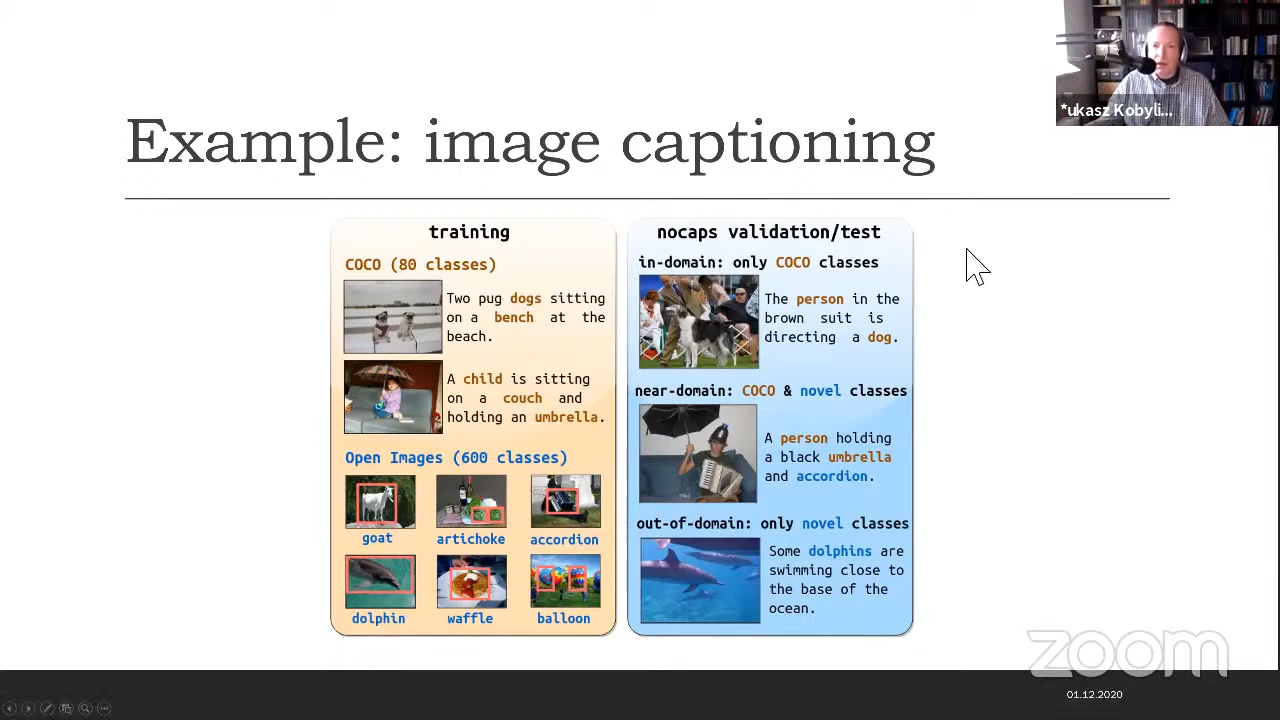 *ukasz Kobyli...
Example: image captioning
training
COCO (80 classes)
Two pug dogs sitting
on a bench at the
beach.
A child is sitting
on a couch and
holding an umbrella.
Open Images (600 classes)
goat
artichoke
accordion
dolphin
waffle
balloon
nocaps validation/test
in-domain: only COCO classes
The person in the
brown suit is
directing a dog.
near-domain: COCO & novel classes
A person holding
a black umbrella
and accordion.
out-of-domain: only novel classes
Some dolphins are
swimming close to
the base of the
ocean.
zoom
01.12.2020